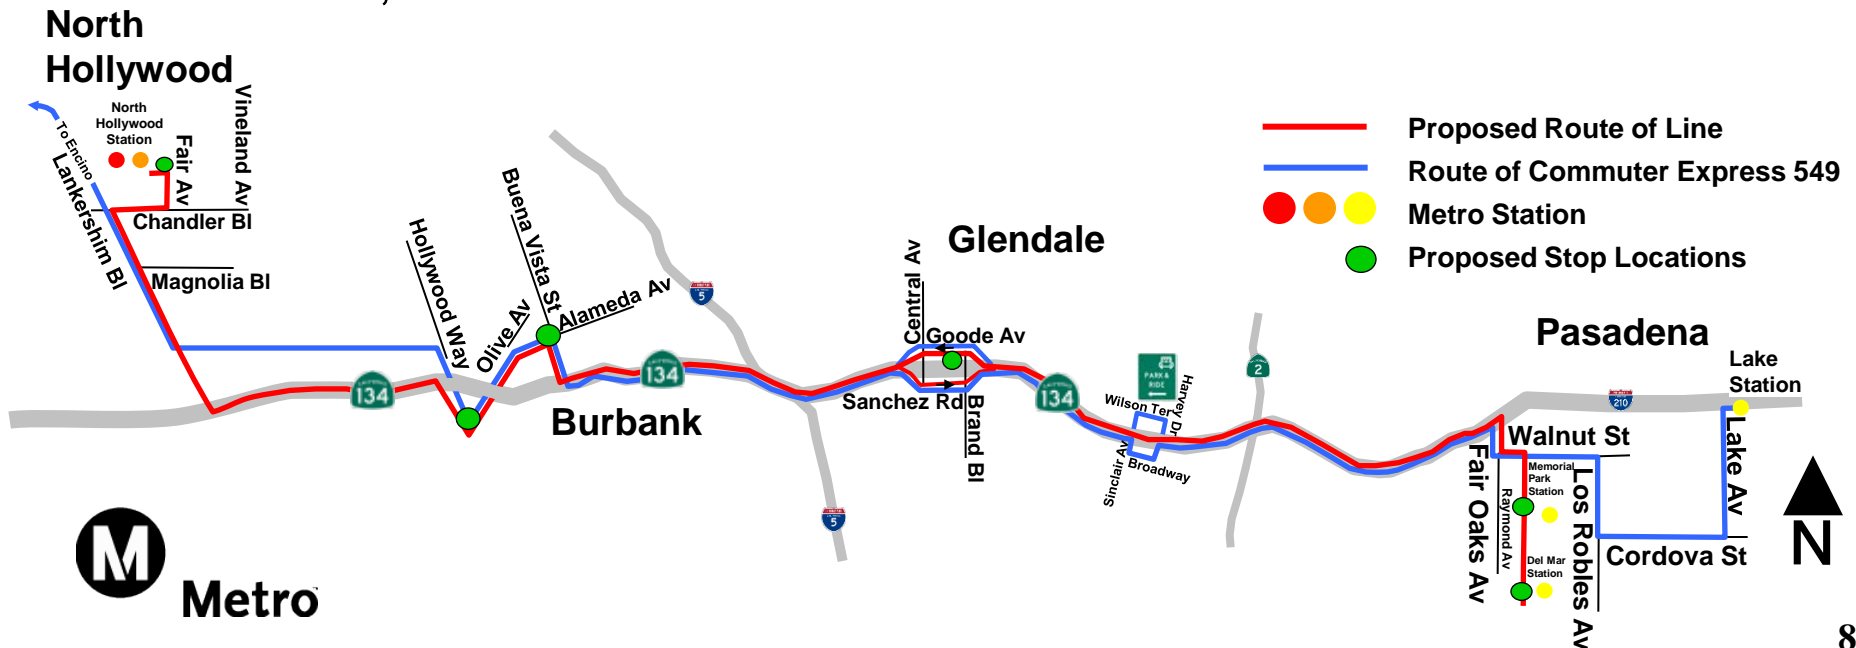 North
Hollywood
North
Hollywood
Station
Fair Av
Vineland Av
To Encino
Lankershim Bl
Chandler Bl
Magnolia Bl
Hollywood Way
Olive Av
Buena Vista St
Alameda Av
5
134
134
Burbank
Glendale
Central Av
Goode Av
Sanchez Rd
Brand Bl
134
5
PARK &
RIDE
Wilson Ter
Harvey Dr
Sinclair Av
Broadway
2
Proposed Route of Line
Route of Commuter Express 549
Metro Station
Proposed Stop Locations
Pasadena
Lake
Station
210
Walnut St
Fair Oaks Av
Raymond Av
Memorial
Park
Station
Del Mar
Station
Los Robles Av
Lake Av
Cordova St
N
M
Metro
8